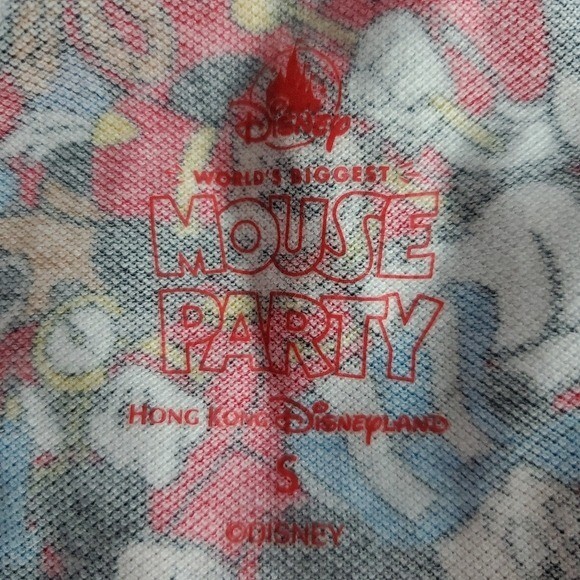 Disney
WORLD'S BIGGEST
MOUSE
PARTY
HONG KONG DISNEYLAND
S
©DISNEY